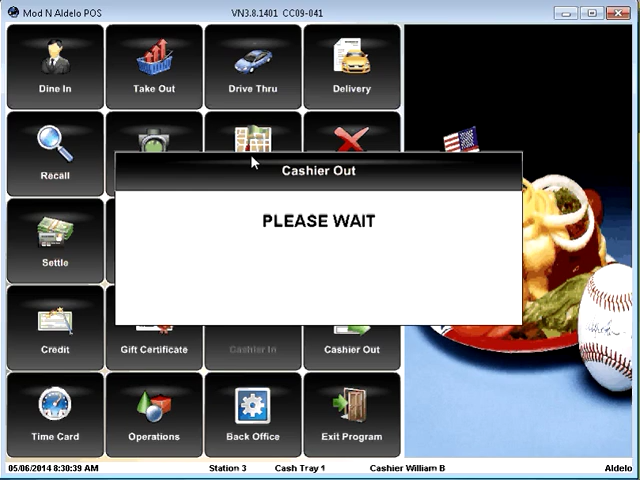 Mod N Aldelo POS VN3.8.1401 CC09-041
Dine In Take Out Drive Thru Delivery
Recall
Cashier Out
PLEASE WAIT
Settle
Credit Gift Certificate Cashier In Cashier Out
Time Card Operations Back Office Exit Program
05/06/2014 8:30:39 AM Station 3 Cash Tray 1 Cashier William B Aldelo